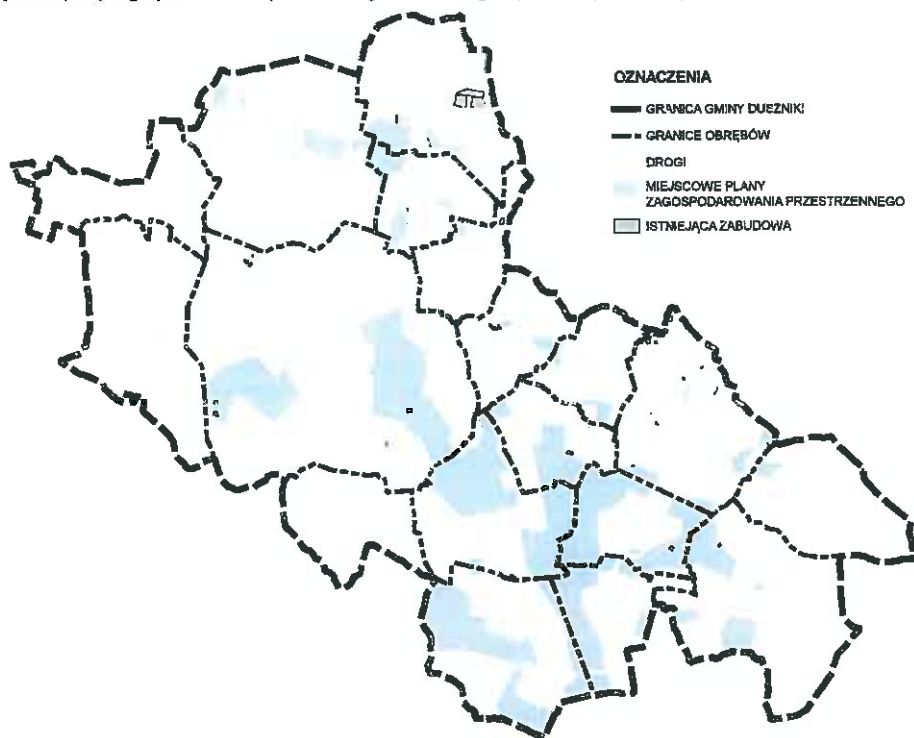 OZNACZENIA
GRANICA GMINY DUSZNIKI
GRANICE OBRĘBÓW
DROGI
MIEJSCOWE PLANY
ZAGOSPODAROWANIA PRZESTRZENNEGO
ISTNIEJĄCA ZABUDOWA